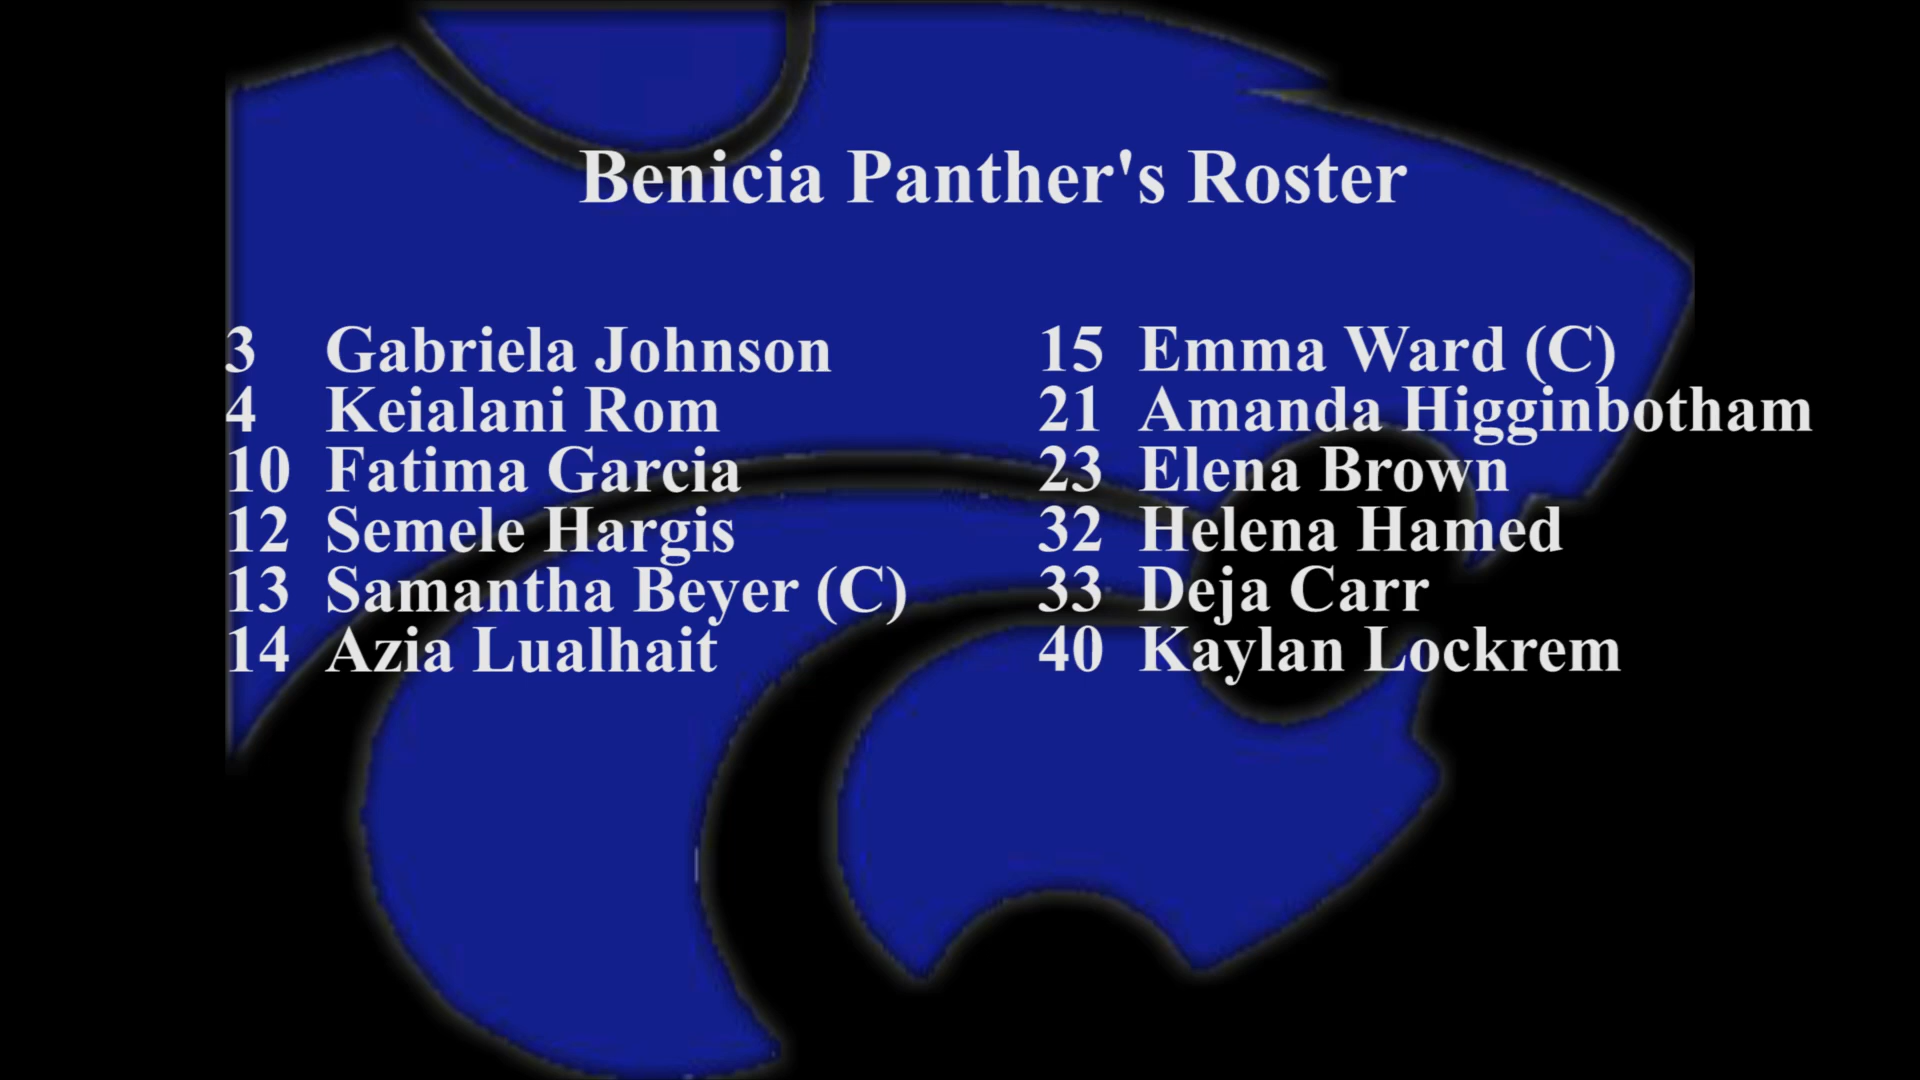 Benicia Panther's Roster
3 Gabriela Johnson
4 Keialani Rom
10 Fatima Garcia
12 Semele Hargis
13 Samantha Beyer (C)
14 Azia Lualhait
15 Emma Ward (C)
21 Amanda Higginbotham
23 Elena Brown
32 Helena Hamed
33 Deja Carr
40 Kaylan Lockrem